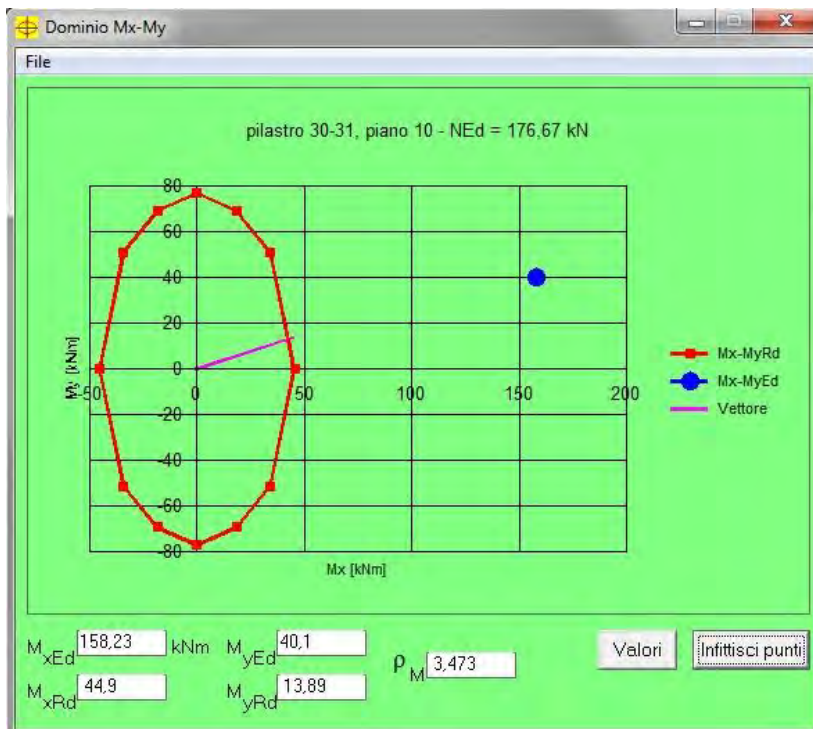 Dominio Mx-My
File
pilastro 30-31, piano 10 - NEd = 176,67 kN
80
60
40
20
0
-20
-40
-60
-80
-50 0 50 100 150 200
My [kNm]
Mx [kNm]
Mx-MyRd
Mx-MyEd
Vettore
MxEd 158,23 kNm MyEd 40,1 ρM 3,473 Valori Infittisci punti
MxRd 44,9 MyRd 13,89